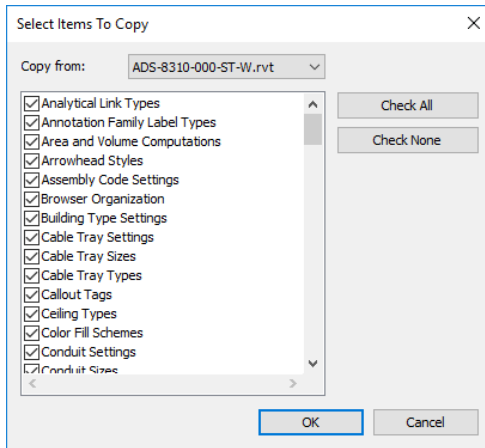 Select Items To Copy
Copy from: ADS-8310-000-ST-W.rvt
Analytical Link Types
Annotation Family Label Types
Area and Volume Computations
Arrowhead Styles
Assembly Code Settings
Browser Organization
Building Type Settings
Cable Tray Settings
Cable Tray Sizes
Cable Tray Types
Callout Tags
Ceiling Types
Color Fill Schemes
Conduit Settings
Conduit Sizes
Check All
Check None
OK Cancel